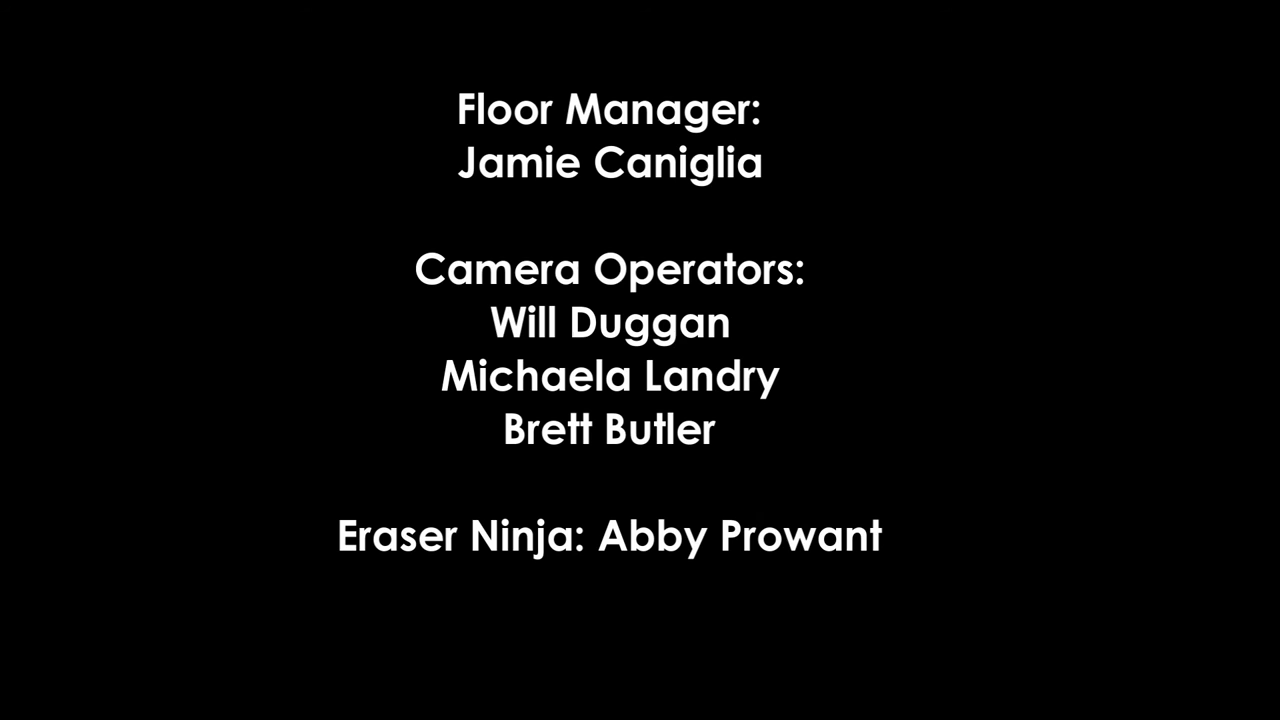 Floor Manager:
Jamie Caniglia
Camera Operators:
Will Duggan
Michaela Landry
Brett Butler
Eraser Ninja: Abby Prowant